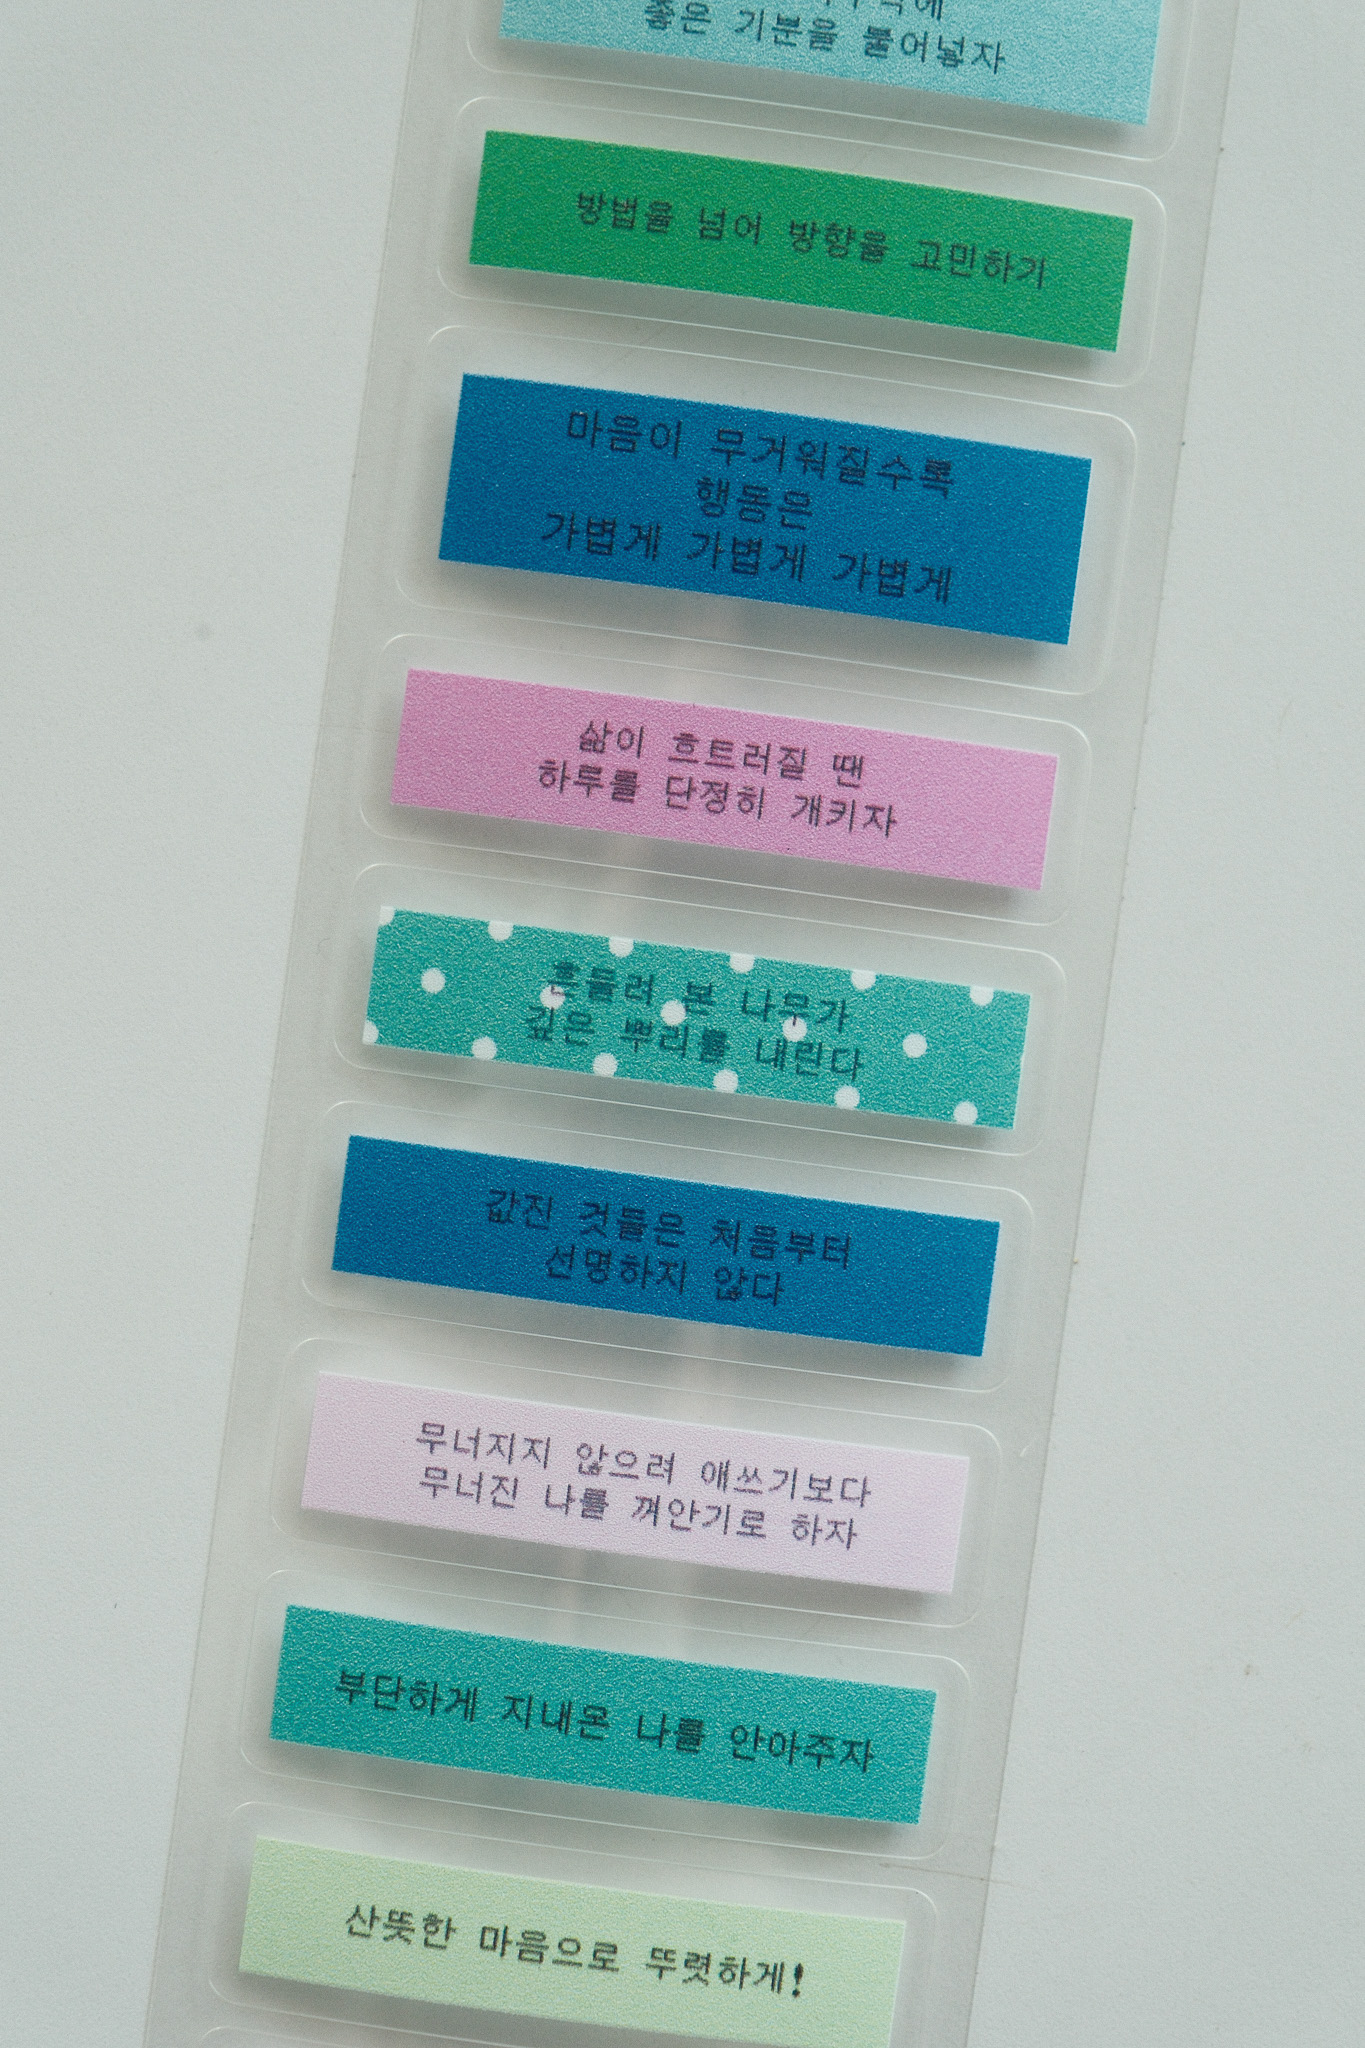 좋은 기분을 불어넣자
방법을 넘어 방향을 고민하기
마음이 무거워질수록
행동은
가볍게 가볍게 가볍게
삶이 흐트러질 땐
하루를 단정히 개키자
흔들려 본 나무가
깊은 뿌리를 내린다
값진 것들은 처음부터
선명하지 않다
무너지지 않으려 애쓰기보다
무너진 나를 껴안기로 하자
부단하게 지내온 나를 안아주자
산뜻한 마음으로 뚜렷하게!